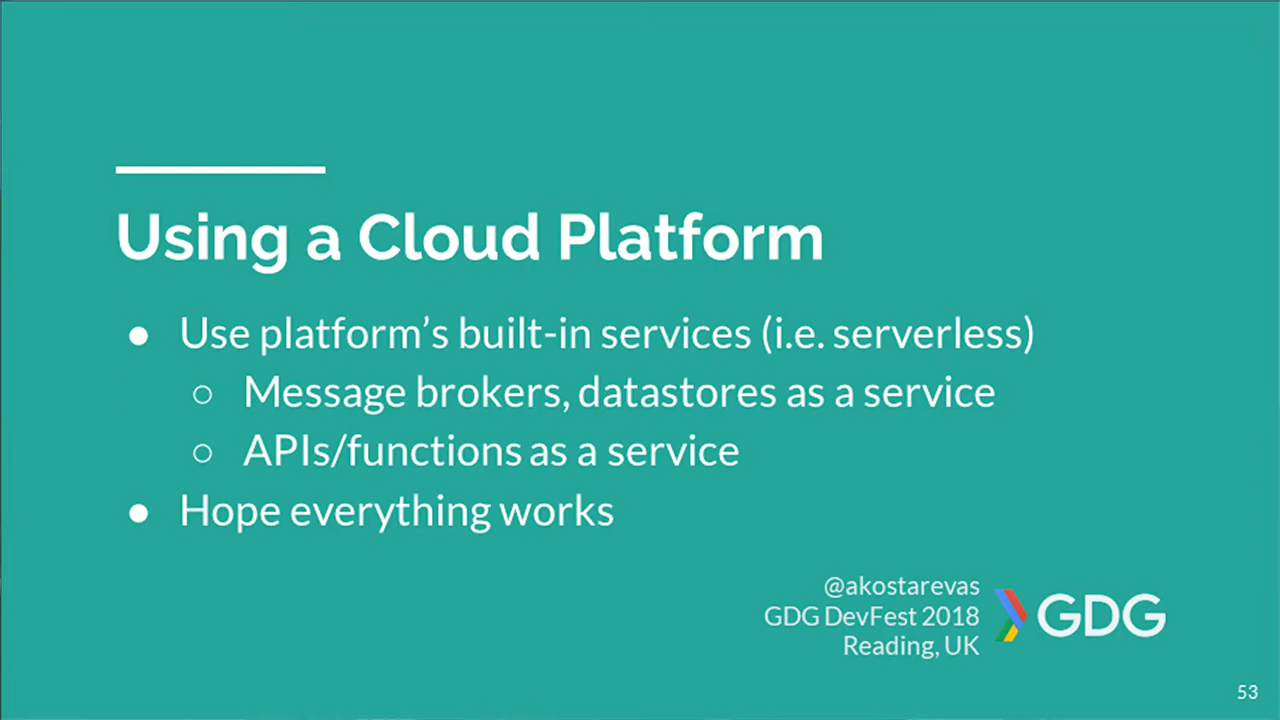 Using a Cloud Platform
● Use platform’s built-in services (i.e. serverless)
○ Message brokers, datastores as a service
○ APIs/functions as a service
● Hope everything works
@akostarevas
GDG DevFest 2018
Reading, UK
GDG
53